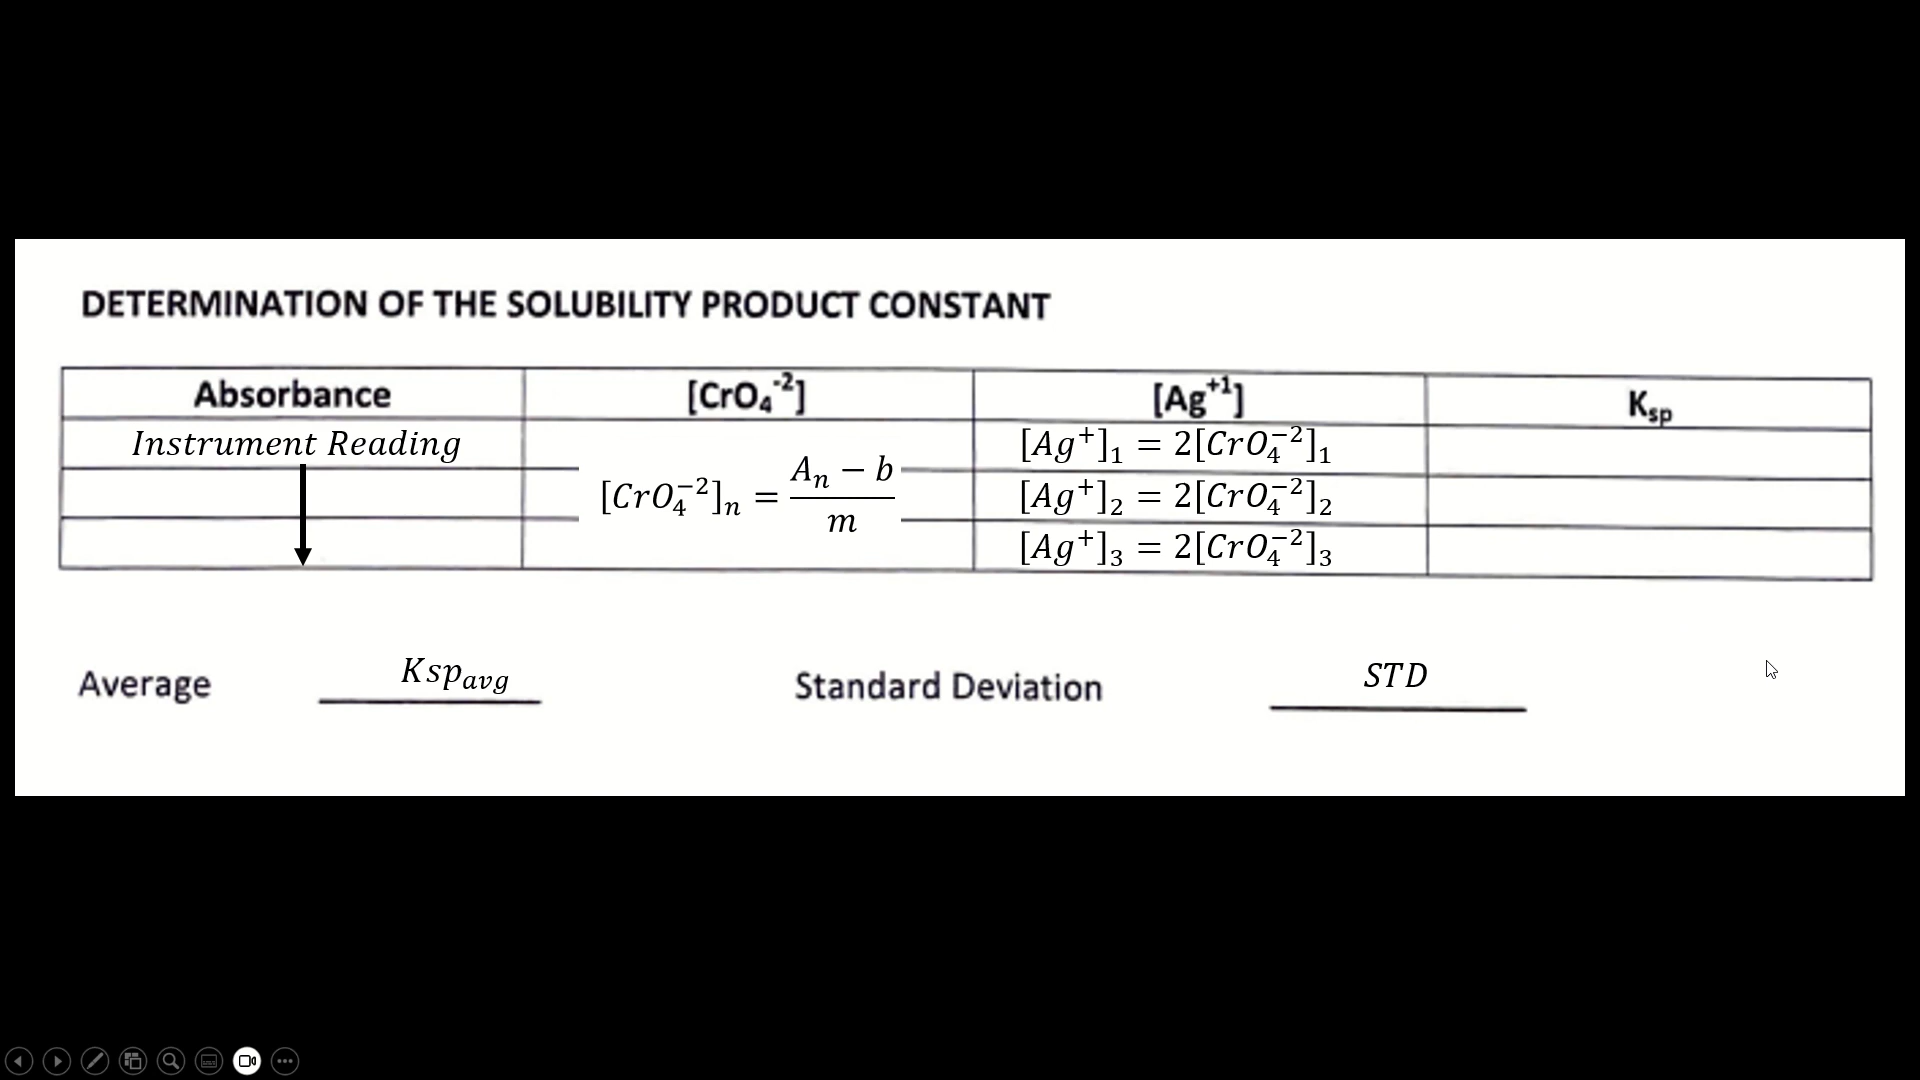 DETERMINATION OF THE SOLUBILITY PRODUCT CONSTANT
Absorbance [CrO₄⁻²] [Ag⁺¹] Kₛₚ
Instrument Reading
[CrO₄⁻²]ₙ = (Aₙ − b)/m
[Ag⁺]₁ = 2[CrO₄⁻²]₁
[Ag⁺]₂ = 2[CrO₄⁻²]₂
[Ag⁺]₃ = 2[CrO₄⁻²]₃
Average Ksp_avg Standard Deviation STD